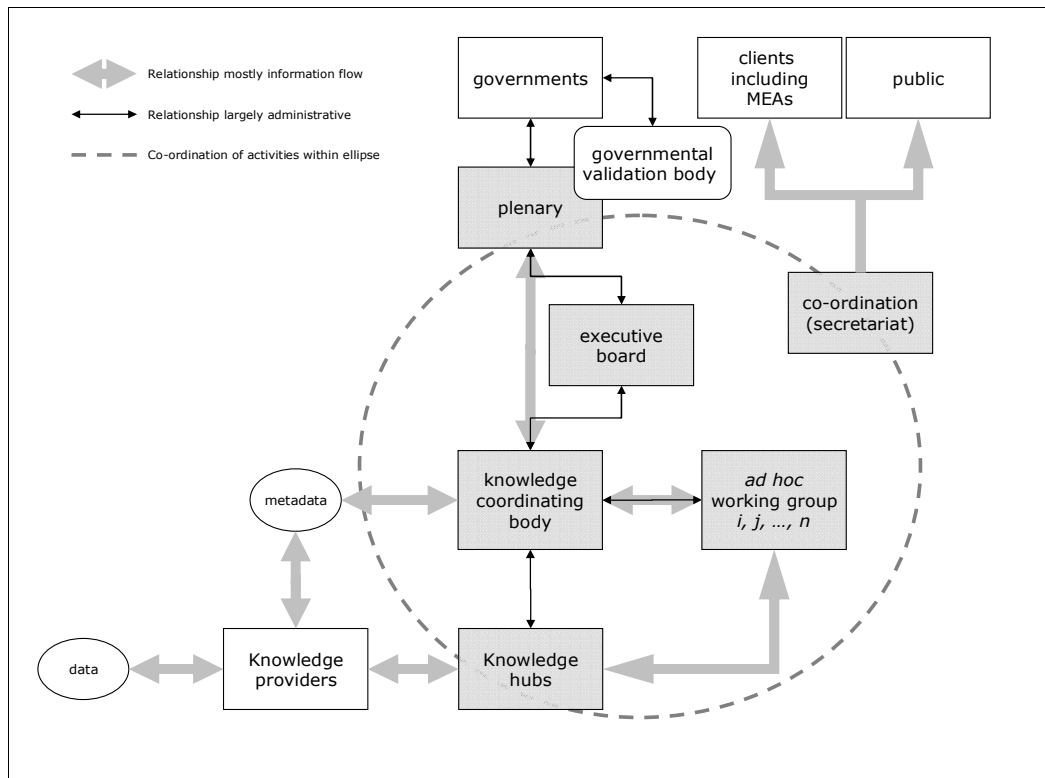 Relationship mostly information flow
Relationship largely administrative
Co-ordination of activities within ellipse
governments
clients
including
MEAs
public
governmental
validation body
plenary
co-ordination
(secretariat)
executive
board
knowledge
coordinating
body
ad hoc
working group
i, j, ..., n
metadata
data
Knowledge
providers
Knowledge
hubs